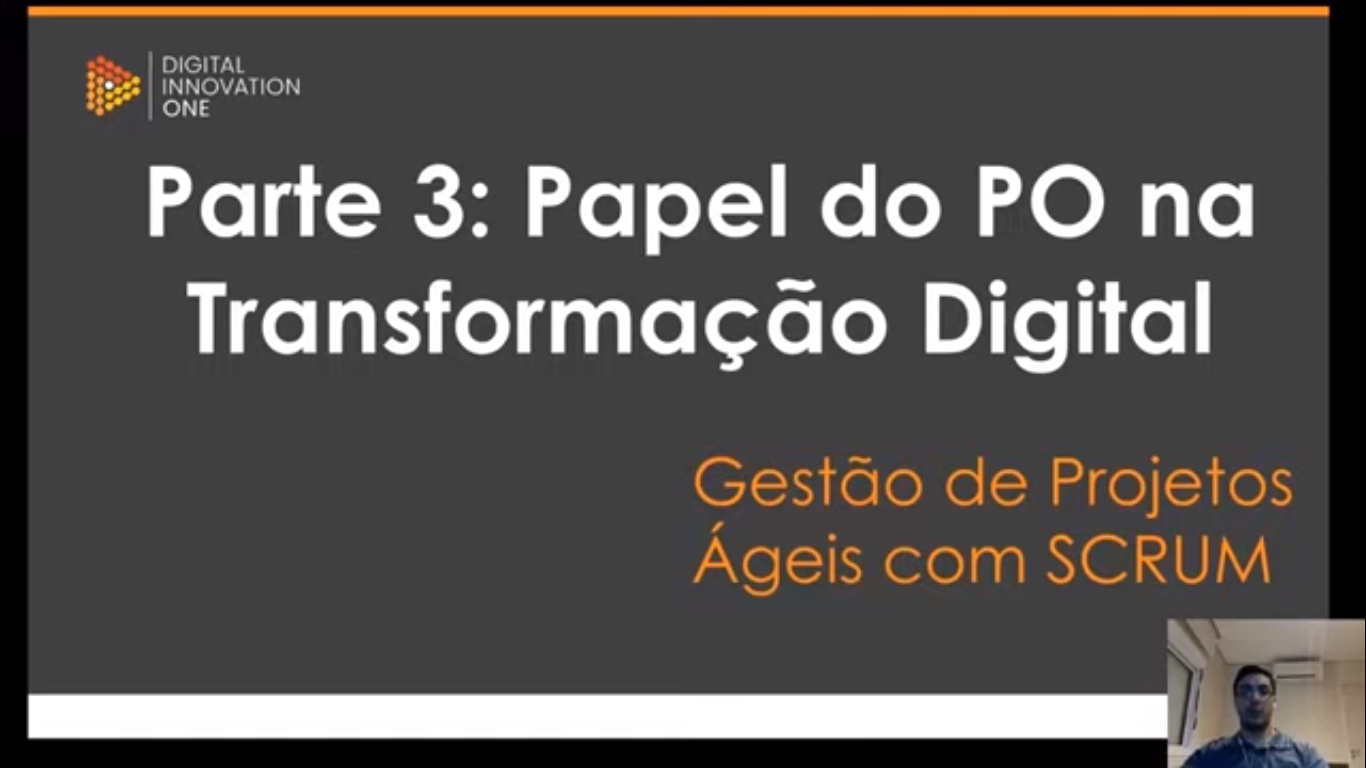 DIGITAL
INNOVATION
ONE
Parte 3: Papel do PO na
Transformação Digital
Gestão de Projetos
Ágeis com SCRUM